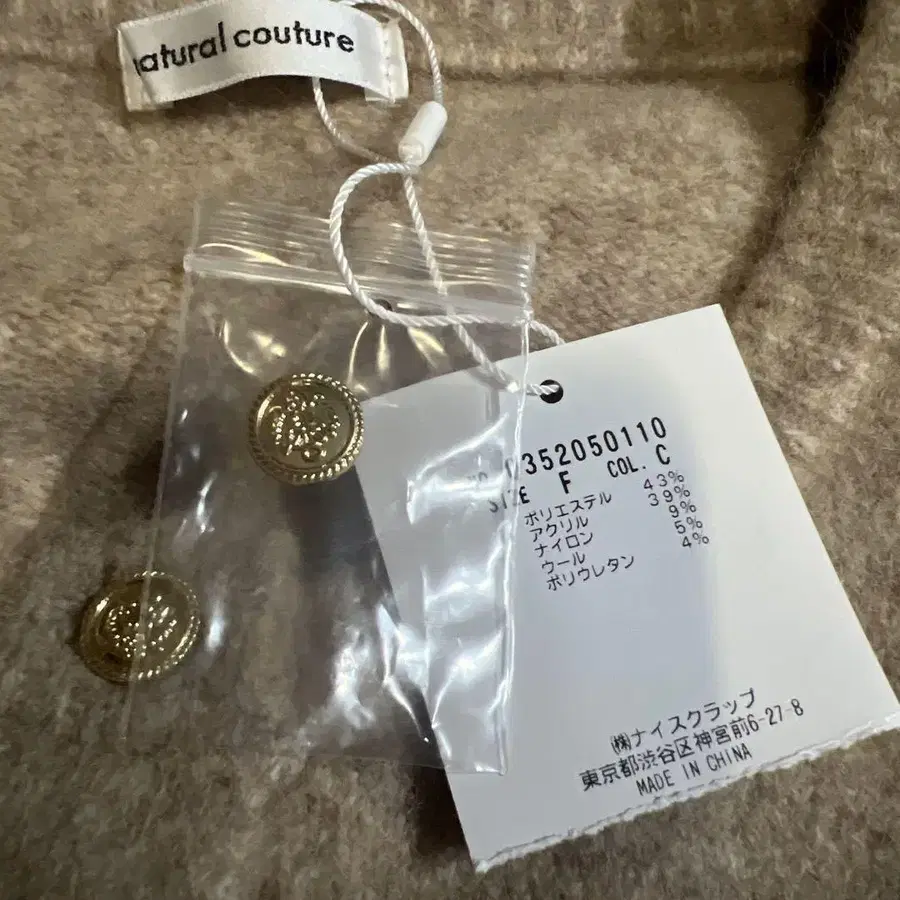 natural couture
0352050110
SIZE F COL. C
ポリエステル 43%
アクリル 39%
ナイロン 9%
ウール 5%
ポリウレタン 4%
㈱ナイスクラップ
東京都渋谷区神宮前6-27-8
MADE IN CHINA